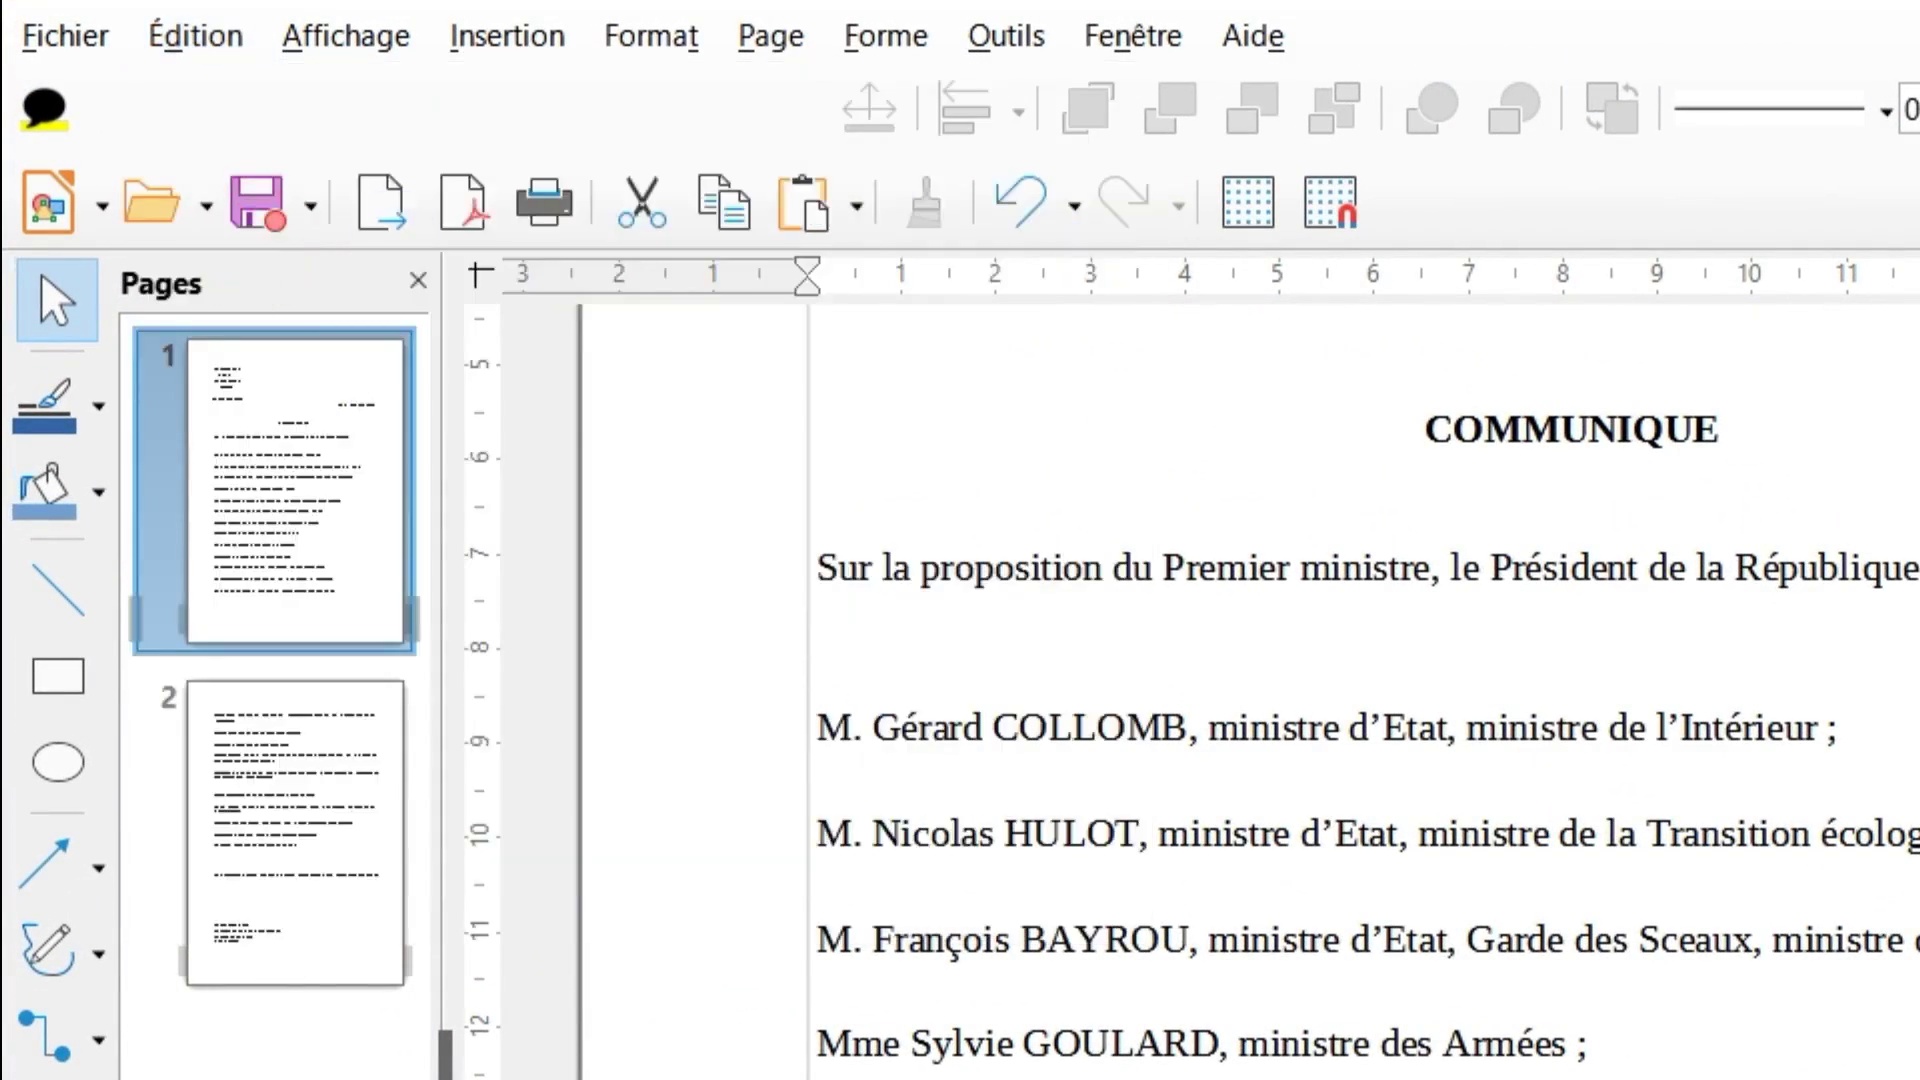 Fichier Édition Affichage Insertion Format Page Forme Outils Fenêtre Aide
0
Pages
3 2 1 1 2 3 4 5 6 7 8 9 10 11
1
2
5
6
7
8
9
10
11
12
COMMUNIQUE
Sur la proposition du Premier ministre, le Président de la République
M. Gérard COLLOMB, ministre d’Etat, ministre de l’Intérieur ;
M. Nicolas HULOT, ministre d’Etat, ministre de la Transition écolog
M. François BAYROU, ministre d’Etat, Garde des Sceaux, ministre
Mme Sylvie GOULARD, ministre des Armées ;